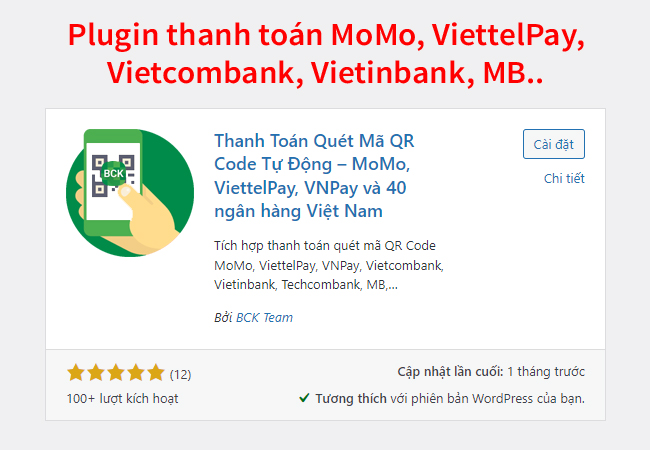 Plugin thanh toán MoMo, ViettelPay,
Vietcombank, Vietinbank, MB..
BCK
Thanh Toán Quét Mã QR
Code Tự Động – MoMo,
ViettelPay, VNPay và 40
ngân hàng Việt Nam
Cài đặt
Chi tiết
Tích hợp thanh toán quét mã QR Code
MoMo, ViettelPay, VNPay, Vietcombank,
Vietinbank, Techcombank, MB,...
Bởi BCK Team
(12)
100+ lượt kích hoạt
Cập nhật lần cuối: 1 tháng trước
Tương thích với phiên bản WordPress của bạn.